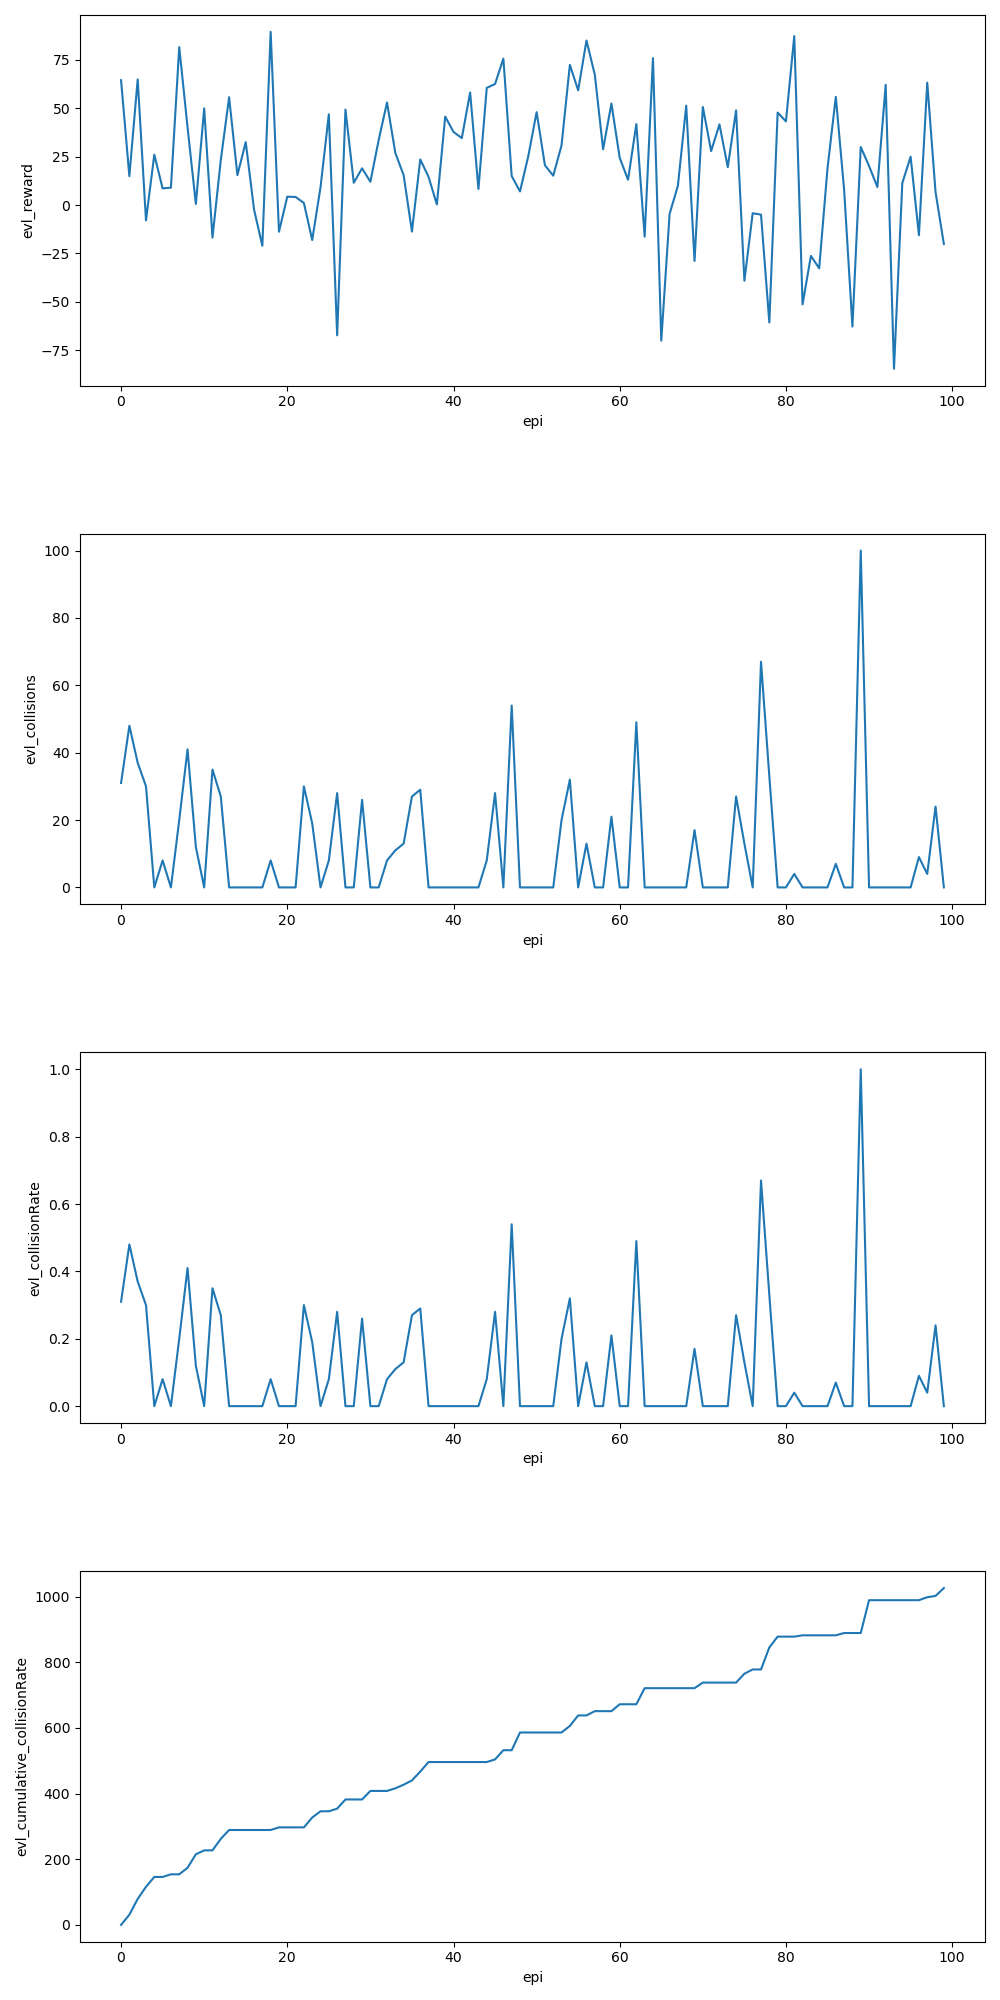 75
50
25
0
−25
−50
−75
evl_reward
0 20 40 60 80 100
epi
100
80
60
40
20
0
evl_collisions
0 20 40 60 80 100
epi
1.0
0.8
0.6
0.4
0.2
0.0
evl_collisionRate
0 20 40 60 80 100
epi
1000
800
600
400
200
0
evl_cumulative_collisionRate
0 20 40 60 80 100
epi